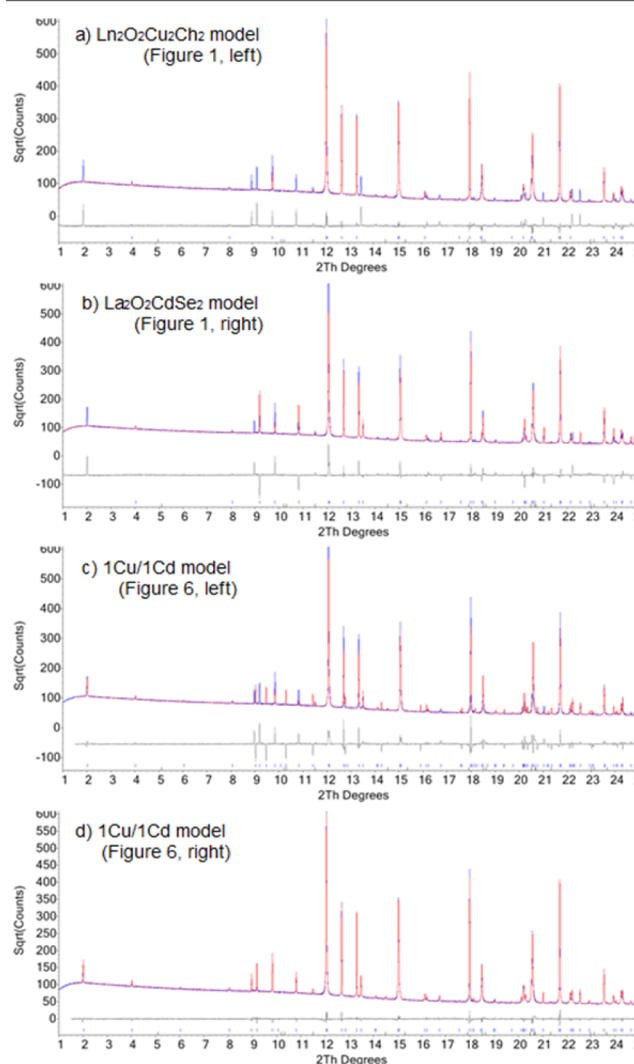 600
a) Ln₂O₂Cu₂Ch₂ model
(Figure 1, left)
500
400
300
200
100
0
Sqrt(Counts)
1 2 3 4 5 6 7 8 9 10 11 12 13 14 15 16 17 18 19 20 21 22 23 24
2Th Degrees
600
b) La₂O₂CdSe₂ model
(Figure 1, right)
500
400
300
200
100
0
-100
Sqrt(Counts)
1 2 3 4 5 6 7 8 9 10 11 12 13 14 15 16 17 18 19 20 21 22 23 24
2Th Degrees
600
c) 1Cu/1Cd model
(Figure 6, left)
500
400
300
200
100
0
-100
Sqrt(Counts)
1 2 3 4 5 6 7 8 9 10 11 12 13 14 15 16 17 18 19 20 21 22 23 24
2Th Degrees
600
d) 1Cu/1Cd model
(Figure 6, right)
550
500
450
400
350
300
250
200
150
100
50
0
Sqrt(Counts)
1 2 3 4 5 6 7 8 9 10 11 12 13 14 15 16 17 18 19 20 21 22 23 24
2Th Degrees